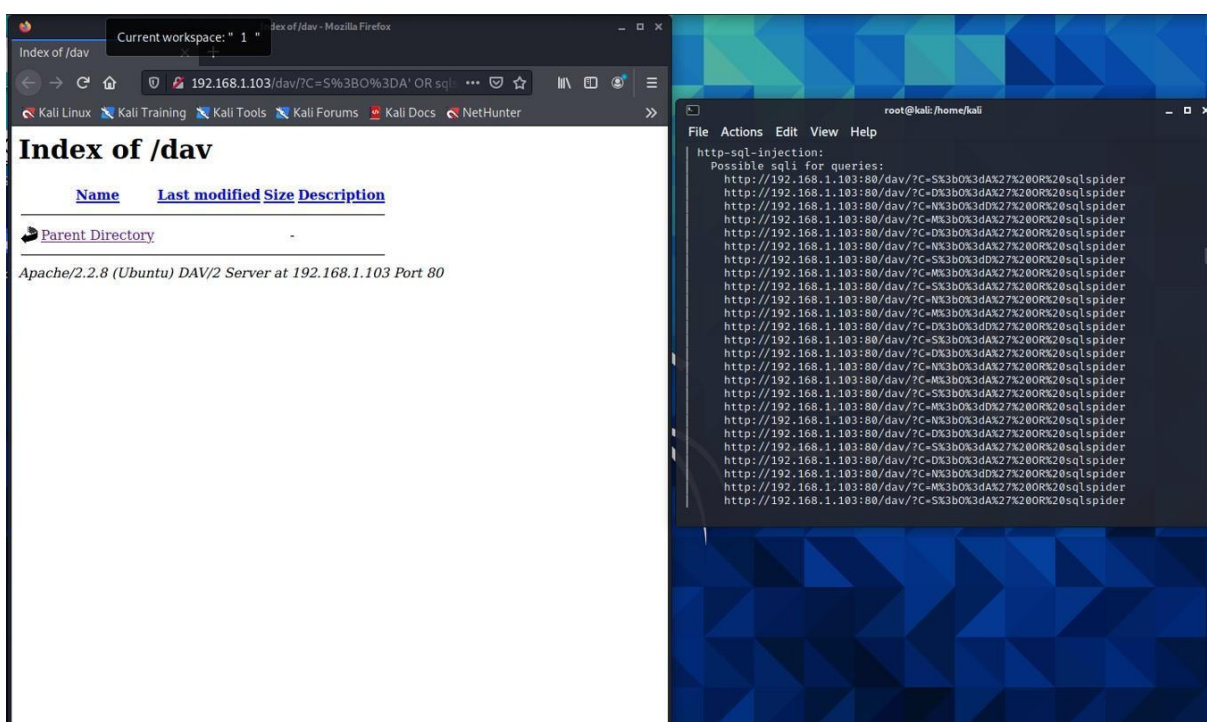 Index of /dav - Mozilla Firefox
Current workspace: " 1 "
Index of /dav
192.168.1.103/dav/?C=S%3BO%3DA' OR sql
Kali Linux Kali Training Kali Tools Kali Forums Kali Docs NetHunter
Index of /dav
Name Last modified Size Description
Parent Directory -
Apache/2.2.8 (Ubuntu) DAV/2 Server at 192.168.1.103 Port 80
root@kali: /home/kali
File Actions Edit View Help
http-sql-injection:
Possible sqli for queries:
http://192.168.1.103:80/dav/?C=S%3bO%3dA%27%20OR%20sqlspider
http://192.168.1.103:80/dav/?C=D%3bO%3dA%27%20OR%20sqlspider
http://192.168.1.103:80/dav/?C=N%3bO%3dD%27%20OR%20sqlspider
http://192.168.1.103:80/dav/?C=M%3bO%3dA%27%20OR%20sqlspider
http://192.168.1.103:80/dav/?C=D%3bO%3dA%27%20OR%20sqlspider
http://192.168.1.103:80/dav/?C=N%3bO%3dA%27%20OR%20sqlspider
http://192.168.1.103:80/dav/?C=S%3bO%3dD%27%20OR%20sqlspider
http://192.168.1.103:80/dav/?C=M%3bO%3dA%27%20OR%20sqlspider
http://192.168.1.103:80/dav/?C=S%3bO%3dA%27%20OR%20sqlspider
http://192.168.1.103:80/dav/?C=N%3bO%3dA%27%20OR%20sqlspider
http://192.168.1.103:80/dav/?C=M%3bO%3dA%27%20OR%20sqlspider
http://192.168.1.103:80/dav/?C=D%3bO%3dD%27%20OR%20sqlspider
http://192.168.1.103:80/dav/?C=S%3bO%3dA%27%20OR%20sqlspider
http://192.168.1.103:80/dav/?C=D%3bO%3dA%27%20OR%20sqlspider
http://192.168.1.103:80/dav/?C=N%3bO%3dA%27%20OR%20sqlspider
http://192.168.1.103:80/dav/?C=M%3bO%3dA%27%20OR%20sqlspider
http://192.168.1.103:80/dav/?C=S%3bO%3dA%27%20OR%20sqlspider
http://192.168.1.103:80/dav/?C=M%3bO%3dD%27%20OR%20sqlspider
http://192.168.1.103:80/dav/?C=N%3bO%3dA%27%20OR%20sqlspider
http://192.168.1.103:80/dav/?C=D%3bO%3dA%27%20OR%20sqlspider
http://192.168.1.103:80/dav/?C=S%3bO%3dA%27%20OR%20sqlspider
http://192.168.1.103:80/dav/?C=D%3bO%3dA%27%20OR%20sqlspider
http://192.168.1.103:80/dav/?C=N%3bO%3dD%27%20OR%20sqlspider
http://192.168.1.103:80/dav/?C=M%3bO%3dA%27%20OR%20sqlspider
http://192.168.1.103:80/dav/?C=S%3bO%3dA%27%20OR%20sqlspider